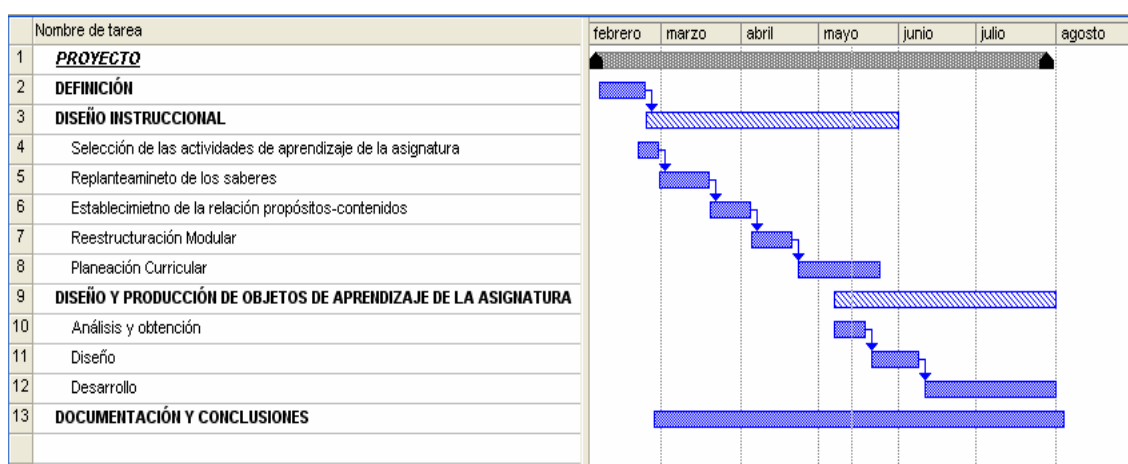 Nombre de tarea febrero marzo abril mayo junio julio agosto
1 PROYECTO
2 DEFINICIÓN
3 DISEÑO INSTRUCCIONAL
4 Selección de las actividades de aprendizaje de la asignatura
5 Replanteamineto de los saberes
6 Establecimietno de la relación propósitos-contenidos
7 Reestructuración Modular
8 Planeación Curricular
9 DISEÑO Y PRODUCCIÓN DE OBJETOS DE APRENDIZAJE DE LA ASIGNATURA
10 Análisis y obtención
11 Diseño
12 Desarrollo
13 DOCUMENTACIÓN Y CONCLUSIONES